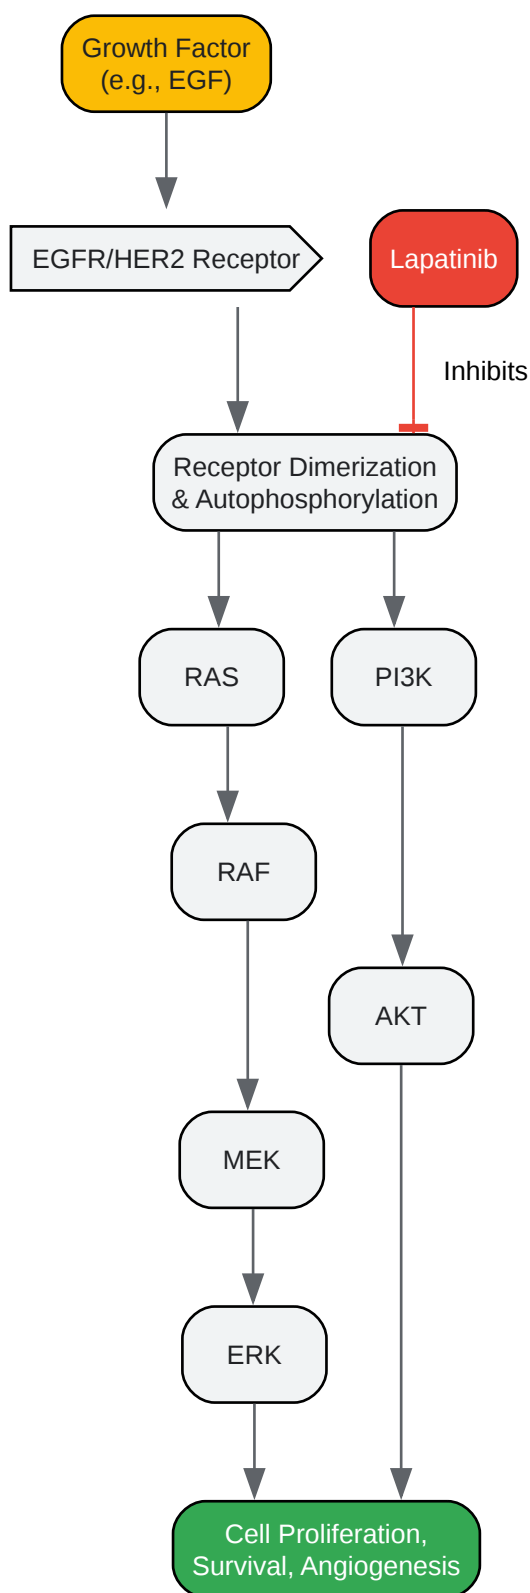 Growth Factor
(e.g., EGF)
EGFR/HER2 Receptor
Lapatinib
Inhibits
Receptor Dimerization
& Autophosphorylation
RAS
PI3K
RAF
AKT
MEK
ERK
Cell Proliferation,
Survival, Angiogenesis